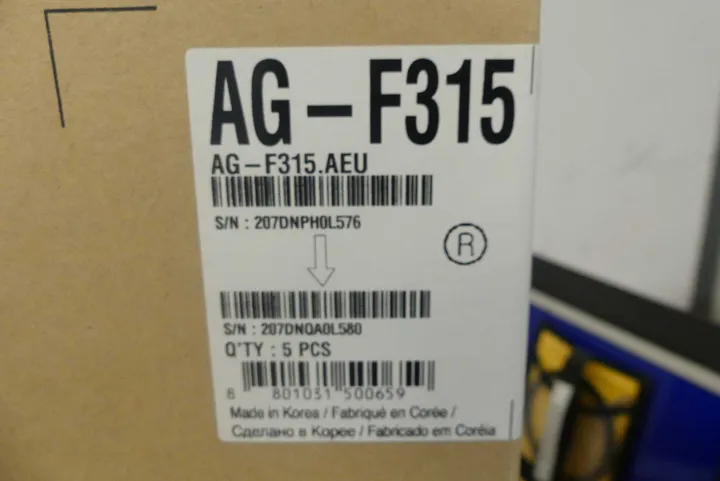 AG-F315
AG-F315.AEU
S/N : 207DNPH0L576
R
S/N : 207DNQA0L580
Q'TY : 5 PCS
8 801031 500659
Made in Korea / Fabriqué en Corée /
Сделано в Корее / Fabricado em Coréia